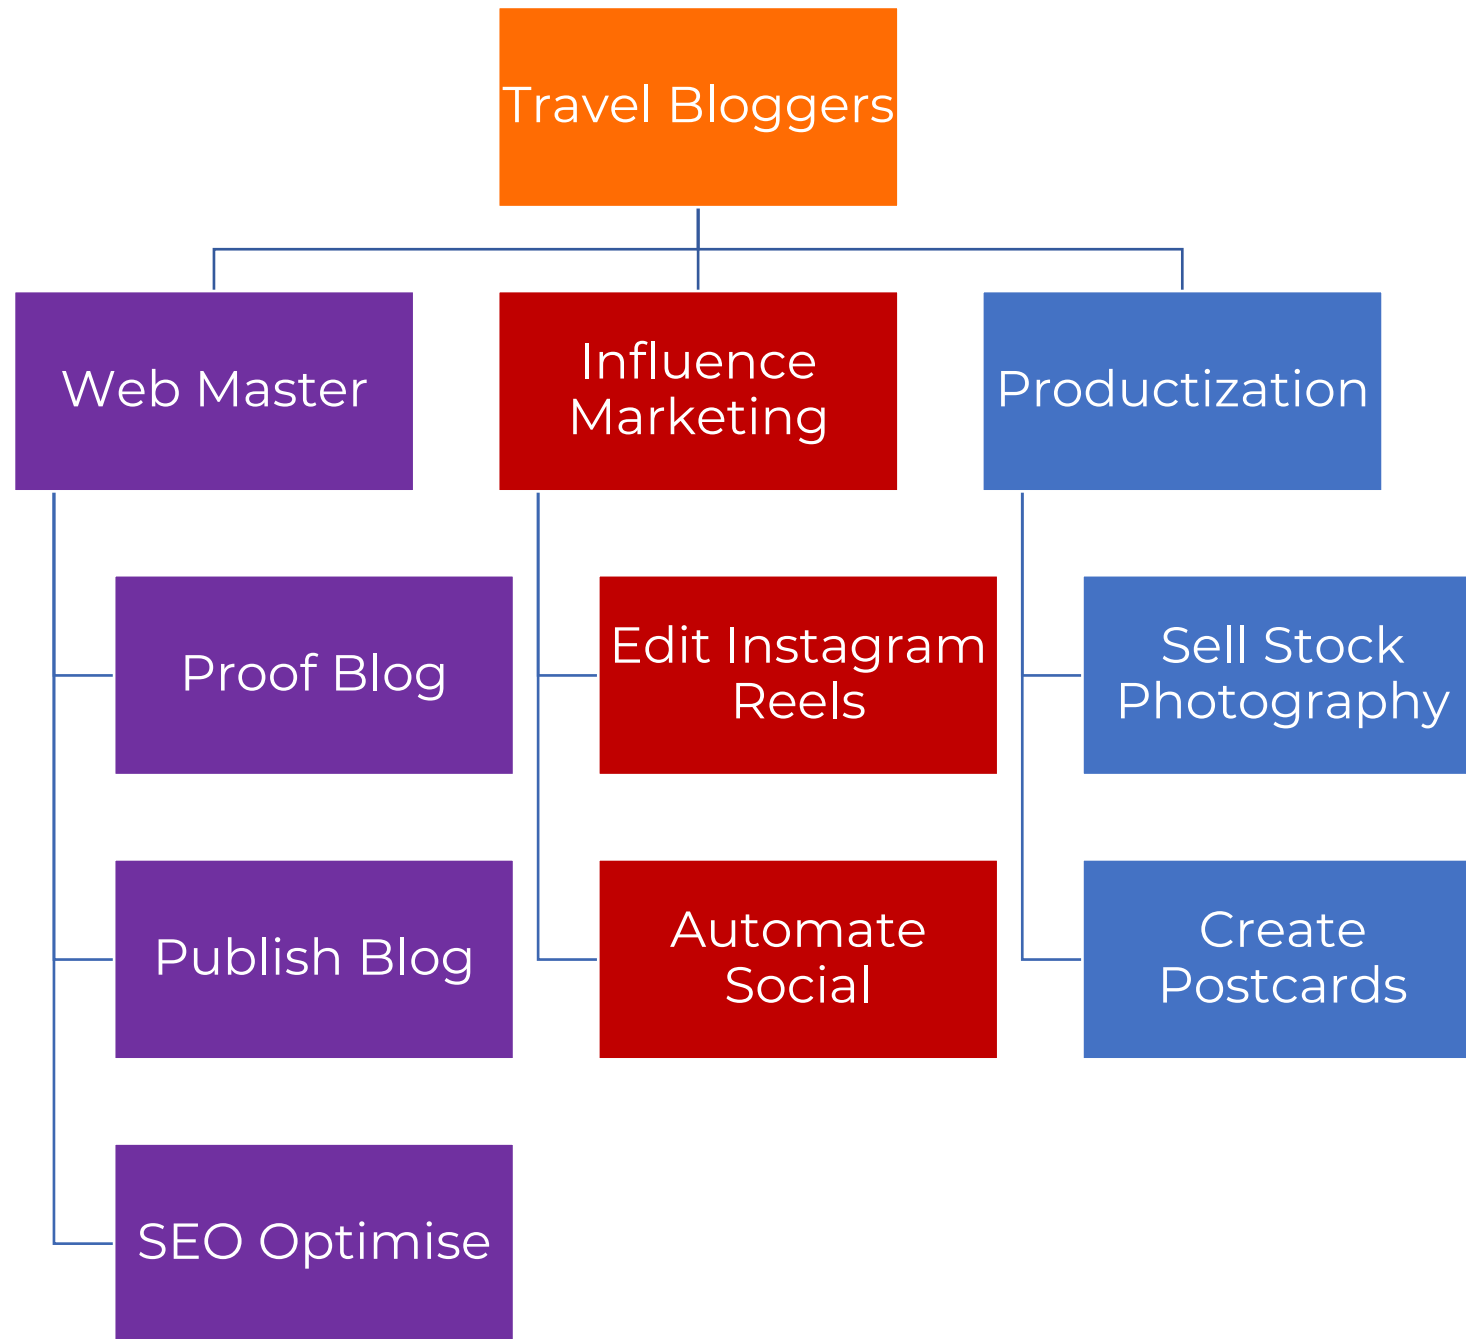 Travel Bloggers
Web Master
Influence
Marketing
Productization
Proof Blog
Edit Instagram
Reels
Sell Stock
Photography
Publish Blog
Automate
Social
Create
Postcards
SEO Optimise